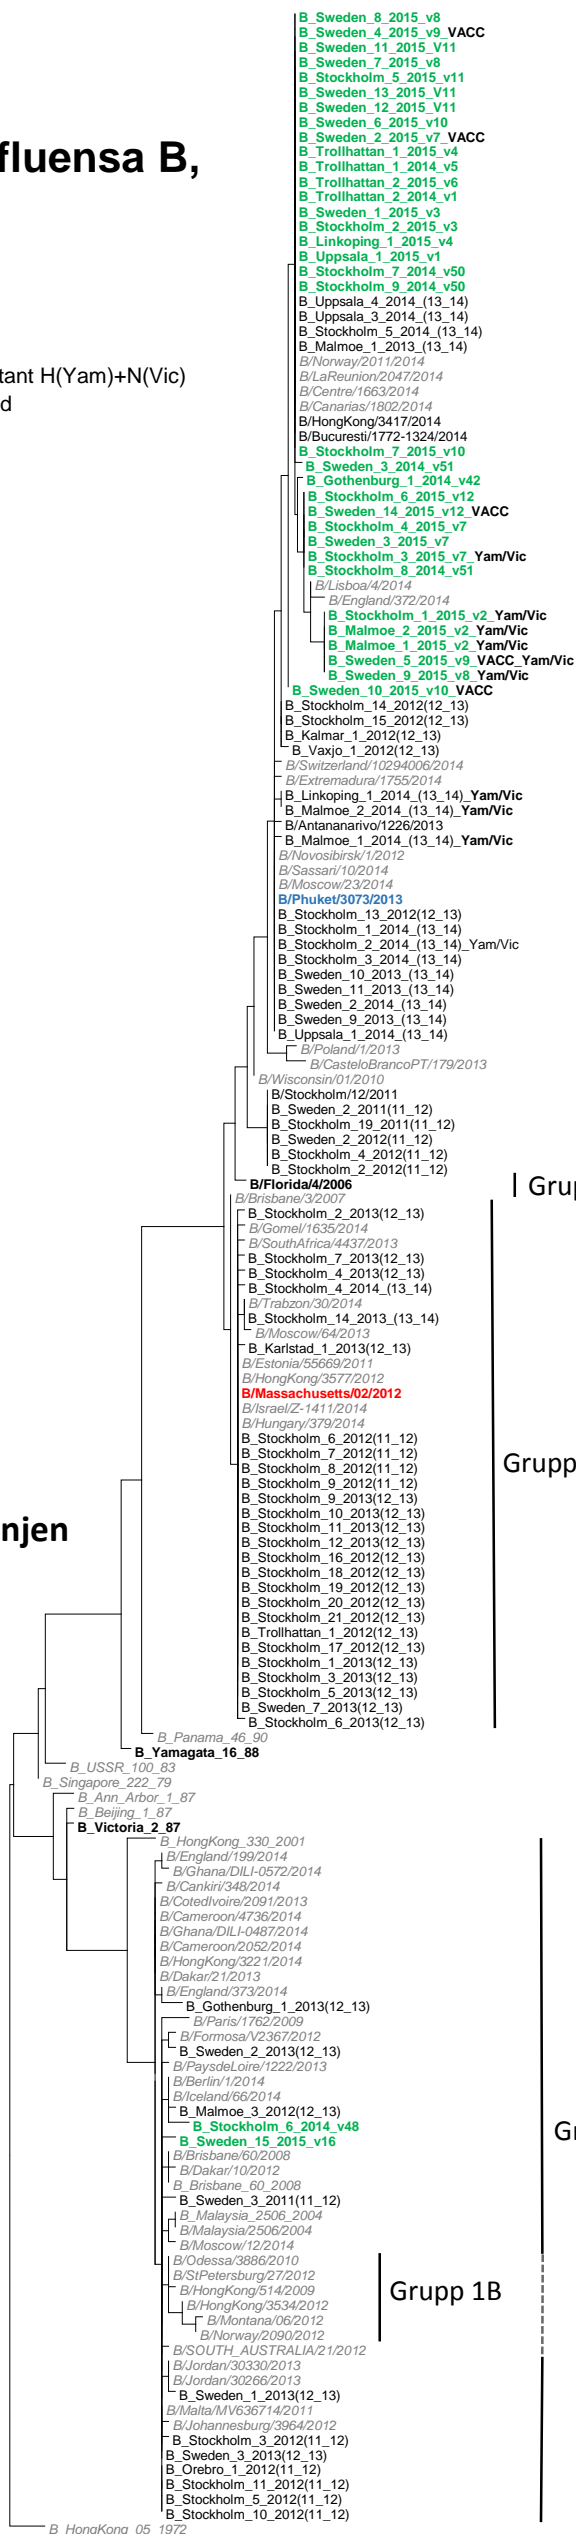 B_Sweden_8_2015_v8
B_Sweden_4_2015_v9_VACC
B_Sweden_11_2015_V11
B_Sweden_7_2015_v8
B_Stockholm_5_2015_v11
B_Sweden_13_2015_V11
B_Sweden_12_2015_V11
B_Sweden_6_2015_v10
B_Sweden_2_2015_v7_VACC
fluensa B,
B_Trollhattan_1_2015_v4
B_Trollhattan_1_2014_v5
B_Trollhattan_2_2015_v6
B_Trollhattan_2_2014_v1
B_Sweden_1_2015_v3
B_Stockholm_2_2015_v3
B_Linkoping_1_2015_v4
B_Uppsala_1_2015_v1
B_Stockholm_7_2014_v50
B_Stockholm_9_2014_v50
B_Uppsala_4_2014_(13_14)
B_Uppsala_3_2014_(13_14)
B_Stockholm_5_2014_(13_14)
B_Malmoe_1_2013_(13_14)
B/Norway/2011/2014
tant H(Yam)+N(Vic)
B/LaReunion/2047/2014
B/Centre/1663/2014
d
B/Canarias/1802/2014
B/HongKong/3417/2014
B/Bucuresti/1772-1324/2014
B_Stockholm_7_2015_v10
B_Sweden_3_2014_v51
B_Gothenburg_1_2014_v42
B_Stockholm_6_2015_v12
B_Sweden_14_2015_v12_VACC
B_Stockholm_4_2015_v7
B_Sweden_3_2015_v7
B_Stockholm_3_2015_v7_Yam/Vic
B_Stockholm_8_2014_v51
B/Lisboa/4/2014
B/England/372/2014
B_Stockholm_1_2015_v2_Yam/Vic
B_Malmoe_2_2015_v2_Yam/Vic
B_Malmoe_1_2015_v2_Yam/Vic
B_Sweden_5_2015_v9_VACC_Yam/Vic
B_Sweden_9_2015_v8_Yam/Vic
B_Sweden_10_2015_v10_VACC
B_Stockholm_14_2012(12_13)
B_Stockholm_15_2012(12_13)
B_Kalmar_1_2012(12_13)
B_Vaxjo_1_2012(12_13)
B/Switzerland/10294006/2014
B/Extremadura/1755/2014
B_Linkoping_1_2014_(13_14)_Yam/Vic
B_Malmoe_2_2014_(13_14)_Yam/Vic
B/Antananarivo/1226/2013
B_Malmoe_1_2014_(13_14)_Yam/Vic
B/Novosibirsk/1/2012
B/Sassari/10/2014
B/Moscow/23/2014
B/Phuket/3073/2013
B_Stockholm_13_2012(12_13)
B_Stockholm_1_2014_(13_14)
B_Stockholm_2_2014_(13_14)_Yam/Vic
B_Stockholm_3_2014_(13_14)
B_Sweden_10_2013_(13_14)
B_Sweden_11_2013_(13_14)
B_Sweden_2_2014_(13_14)
B_Sweden_9_2013_(13_14)
B_Uppsala_1_2014_(13_14)
B/Poland/1/2013
B/CasteloBrancoPT/179/2013
B/Wisconsin/01/2010
B/Stockholm/12/2011
B_Sweden_2_2011(11_12)
B_Stockholm_19_2011(11_12)
B_Sweden_2_2012(11_12)
B_Stockholm_4_2012(11_12)
B_Stockholm_2_2012(11_12)
B/Florida/4/2006
Grup
B/Brisbane/3/2007
B_Stockholm_2_2013(12_13)
B/Gomel/1635/2014
B/SouthAfrica/4437/2013
B_Stockholm_7_2013(12_13)
B_Stockholm_4_2013(12_13)
B_Stockholm_4_2014_(13_14)
B/Trabzon/30/2014
B_Stockholm_14_2013_(13_14)
B/Moscow/64/2013
B_Karlstad_1_2013(12_13)
B/Estonia/55669/2011
B/HongKong/3577/2012
B/Massachusetts/02/2012
B/Israel/Z-1411/2014
B/Hungary/379/2014
B_Stockholm_6_2012(11_12)
B_Stockholm_7_2012(11_12)
Grupp
B_Stockholm_8_2012(11_12)
B_Stockholm_9_2012(11_12)
B_Stockholm_9_2013(12_13)
B_Stockholm_10_2013(12_13)
B_Stockholm_11_2013(12_13)
njen
B_Stockholm_12_2013(12_13)
B_Stockholm_16_2012(12_13)
B_Stockholm_18_2012(12_13)
B_Stockholm_19_2012(12_13)
B_Stockholm_20_2012(12_13)
B_Stockholm_21_2012(12_13)
B_Trollhattan_1_2012(12_13)
B_Stockholm_17_2012(12_13)
B_Stockholm_1_2013(12_13)
B_Stockholm_3_2013(12_13)
B_Stockholm_5_2013(12_13)
B_Sweden_7_2013(12_13)
B_Stockholm_6_2013(12_13)
B_Panama_46_90
B_Yamagata_16_88
B_USSR_100_83
B_Singapore_222_79
B_Ann_Arbor_1_87
B_Beijing_1_87
B_Victoria_2_87
B_HongKong_330_2001
B/England/199/2014
B/Ghana/DILI-0572/2014
B/Cankiri/348/2014
B/CotedIvoire/2091/2013
B/Cameroon/4736/2014
B/Ghana/DILI-0487/2014
B/Cameroon/2052/2014
B/HongKong/3221/2014
B/Dakar/21/2013
B/England/373/2014
B_Gothenburg_1_2013(12_13)
B/Paris/1762/2009
B/Formosa/V2367/2012
B_Sweden_2_2013(12_13)
B/PaysdeLoire/1222/2013
B/Berlin/1/2014
B/Iceland/66/2014
B_Malmoe_3_2012(12_13)
B_Stockholm_6_2014_v48
Gr
B_Sweden_15_2015_v16
B/Brisbane/60/2008
B/Dakar/10/2012
B_Brisbane_60_2008
B_Sweden_3_2011(11_12)
B_Malaysia_2506_2004
B/Malaysia/2506/2004
B/Moscow/12/2014
B/Odessa/3886/2010
B/StPetersburg/27/2012
B/HongKong/514/2009
Grupp 1B
B/HongKong/3534/2012
B/Montana/06/2012
B/Norway/2090/2012
B/SOUTH_AUSTRALIA/21/2012
B/Jordan/30330/2013
B/Jordan/30266/2013
B_Sweden_1_2013(12_13)
B/Malta/MV636714/2011
B/Johannesburg/3964/2012
B_Stockholm_3_2012(11_12)
B_Sweden_3_2013(12_13)
B_Orebro_1_2012(11_12)
B_Stockholm_11_2012(11_12)
B_Stockholm_5_2012(11_12)
B_Stockholm_10_2012(11_12)
B_HongKong_05_1972